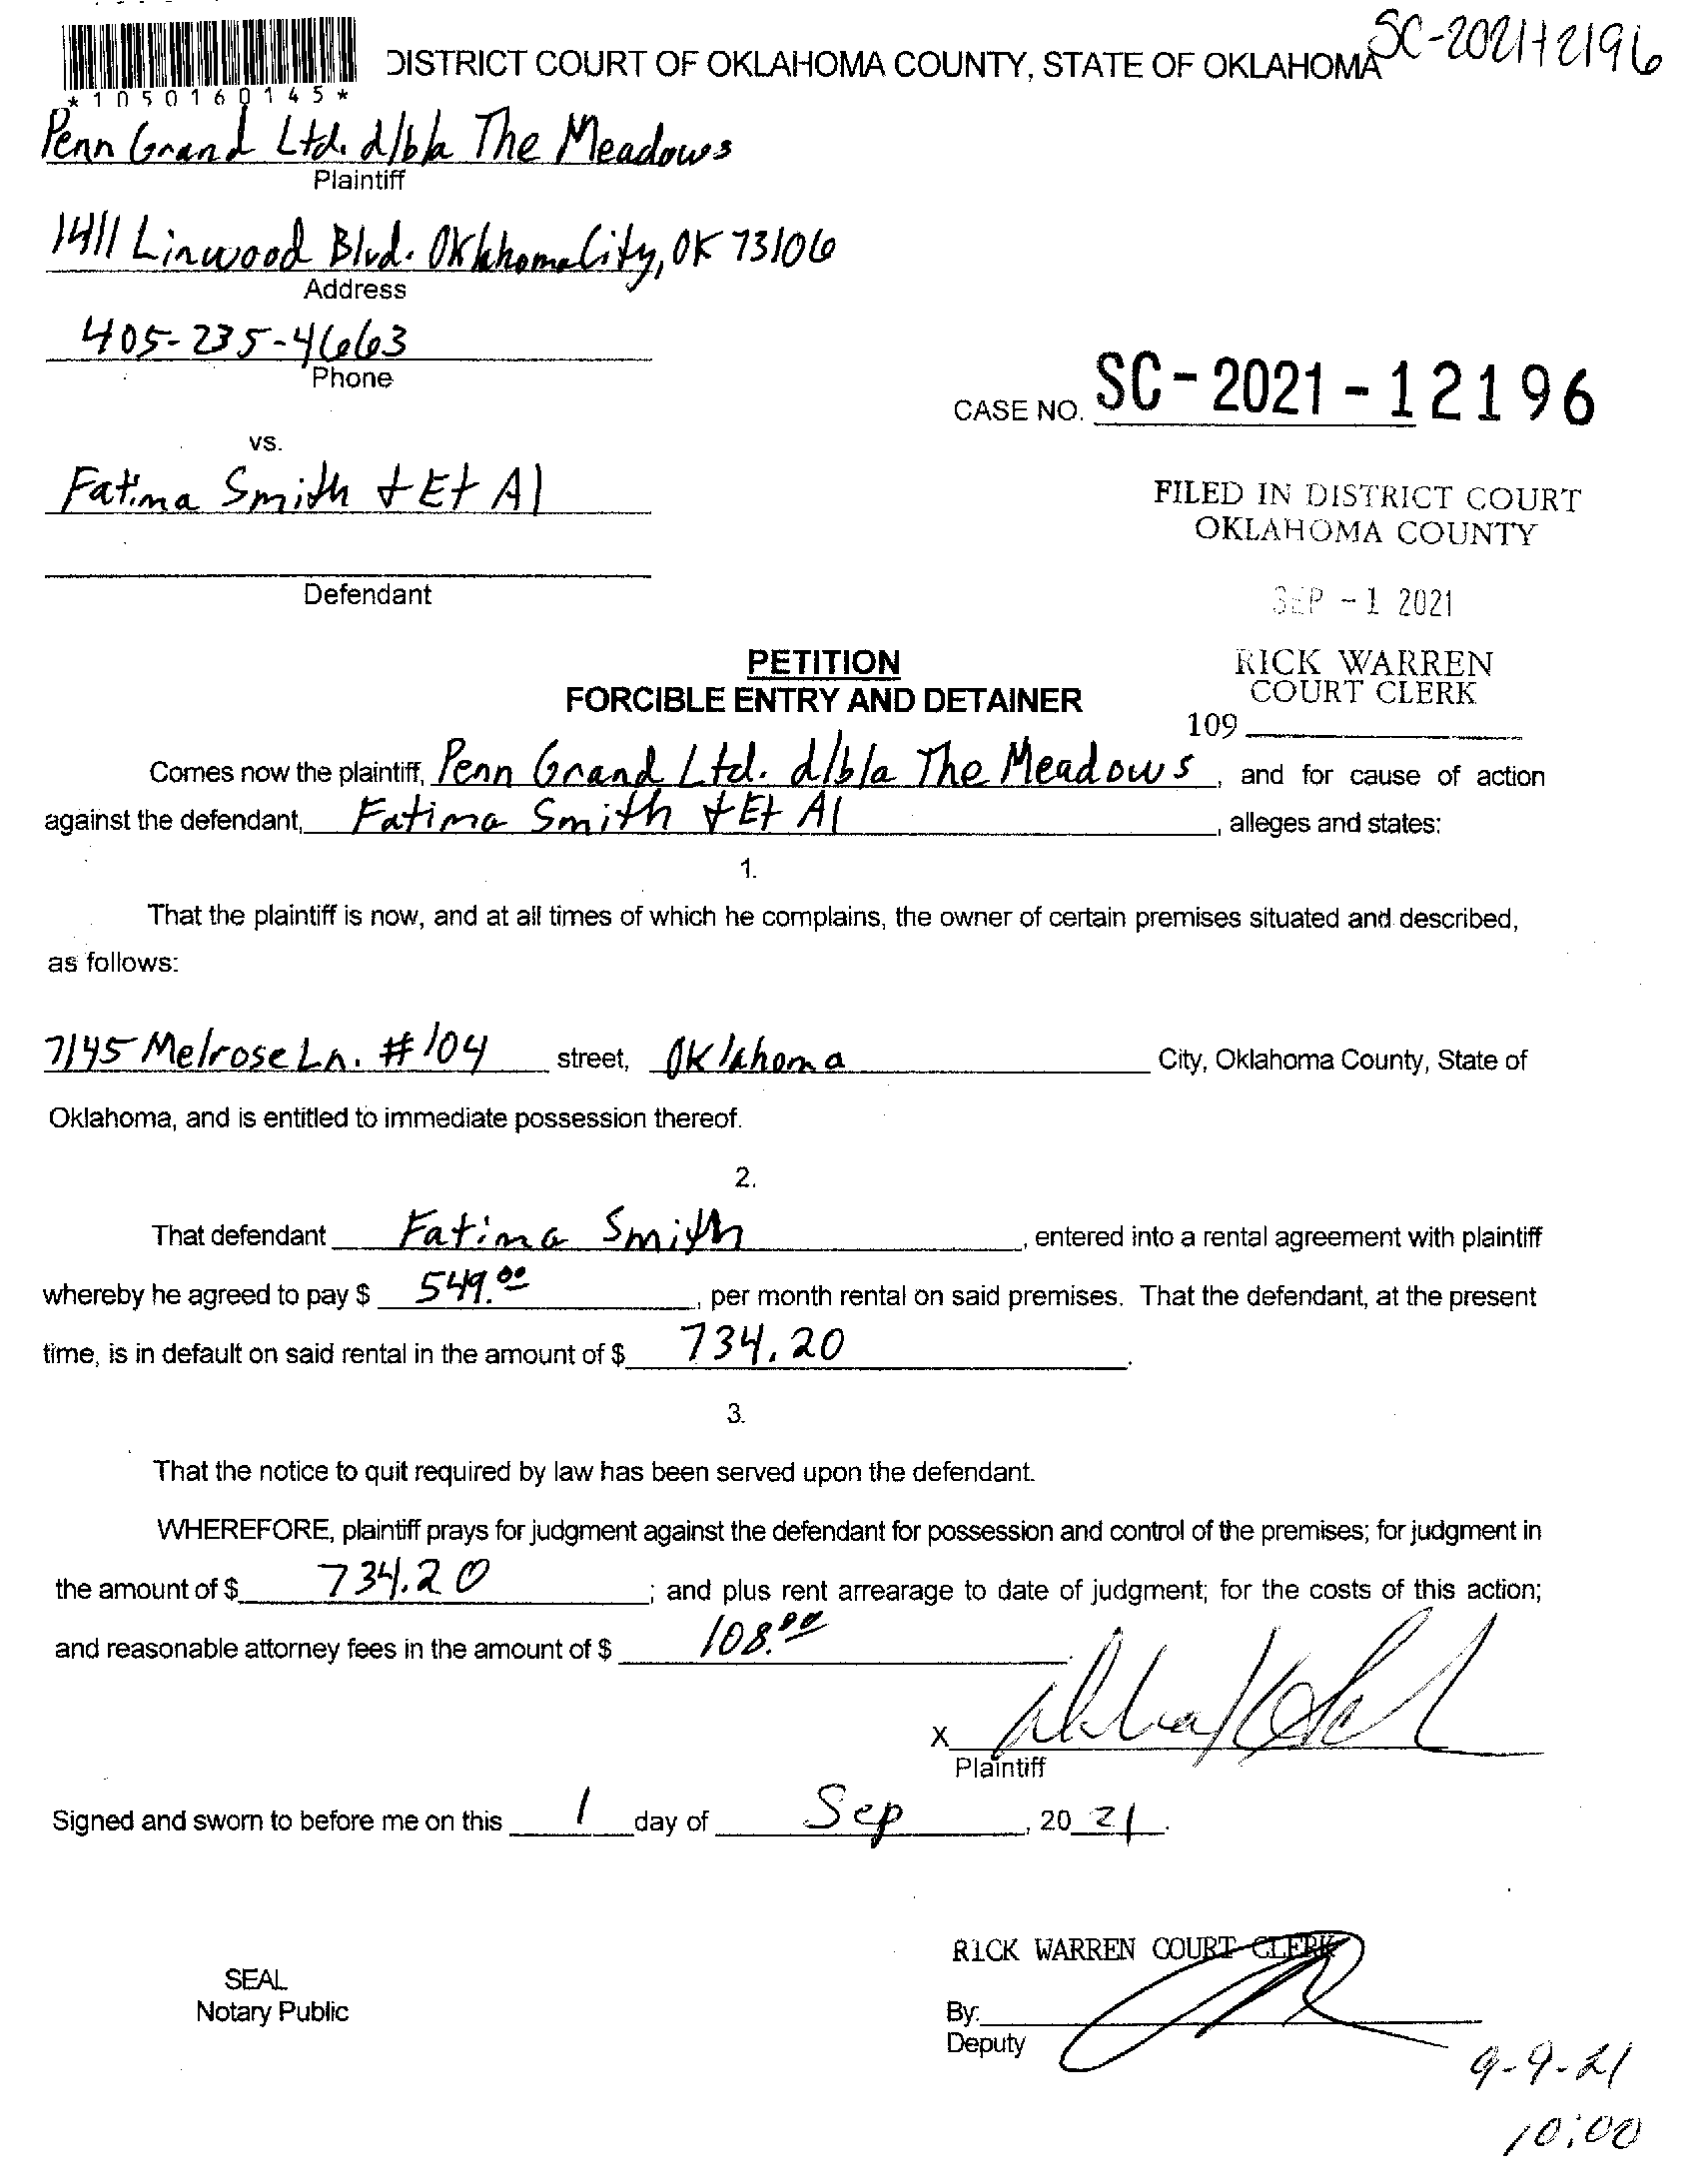 SC-2021-12196
DISTRICT COURT OF OKLAHOMA COUNTY, STATE OF OKLAHOMA
*1050160145*
Penn Grand Ltd. d/b/a The Meadows
Plaintiff
1411 Linwood Blvd. Oklahoma City, OK 73106
Address
405-235-4663
Phone
CASE NO. SC-2021-12196
vs.
Fatima Smith + Et Al
FILED IN DISTRICT COURT
OKLAHOMA COUNTY
Defendant
SEP -1 2021
PETITION
FORCIBLE ENTRY AND DETAINER
RICK WARREN
COURT CLERK
109
Comes now the plaintiff, Penn Grand Ltd. d/b/a The Meadows, and for cause of action
against the defendant, Fatima Smith + Et Al, alleges and states:
1.
That the plaintiff is now, and at all times of which he complains, the owner of certain premises situated and described,
as follows:
7145 Melrose Ln. #104 street, Oklahoma City, Oklahoma County, State of
Oklahoma, and is entitled to immediate possession thereof.
2.
That defendant Fatima Smith, entered into a rental agreement with plaintiff
whereby he agreed to pay $ 549.00, per month rental on said premises. That the defendant, at the present
time, is in default on said rental in the amount of $ 734.20.
3.
That the notice to quit required by law has been served upon the defendant.
WHEREFORE, plaintiff prays for judgment against the defendant for possession and control of the premises; for judgment in
the amount of $ 734.20; and plus rent arrearage to date of judgment; for the costs of this action;
and reasonable attorney fees in the amount of $ 108.00.
X
Plaintiff
Signed and sworn to before me on this 1 day of Sep, 20 21.
RICK WARREN COURT CLERK
SEAL
Notary Public
By:
Deputy
9-9-21
10:00